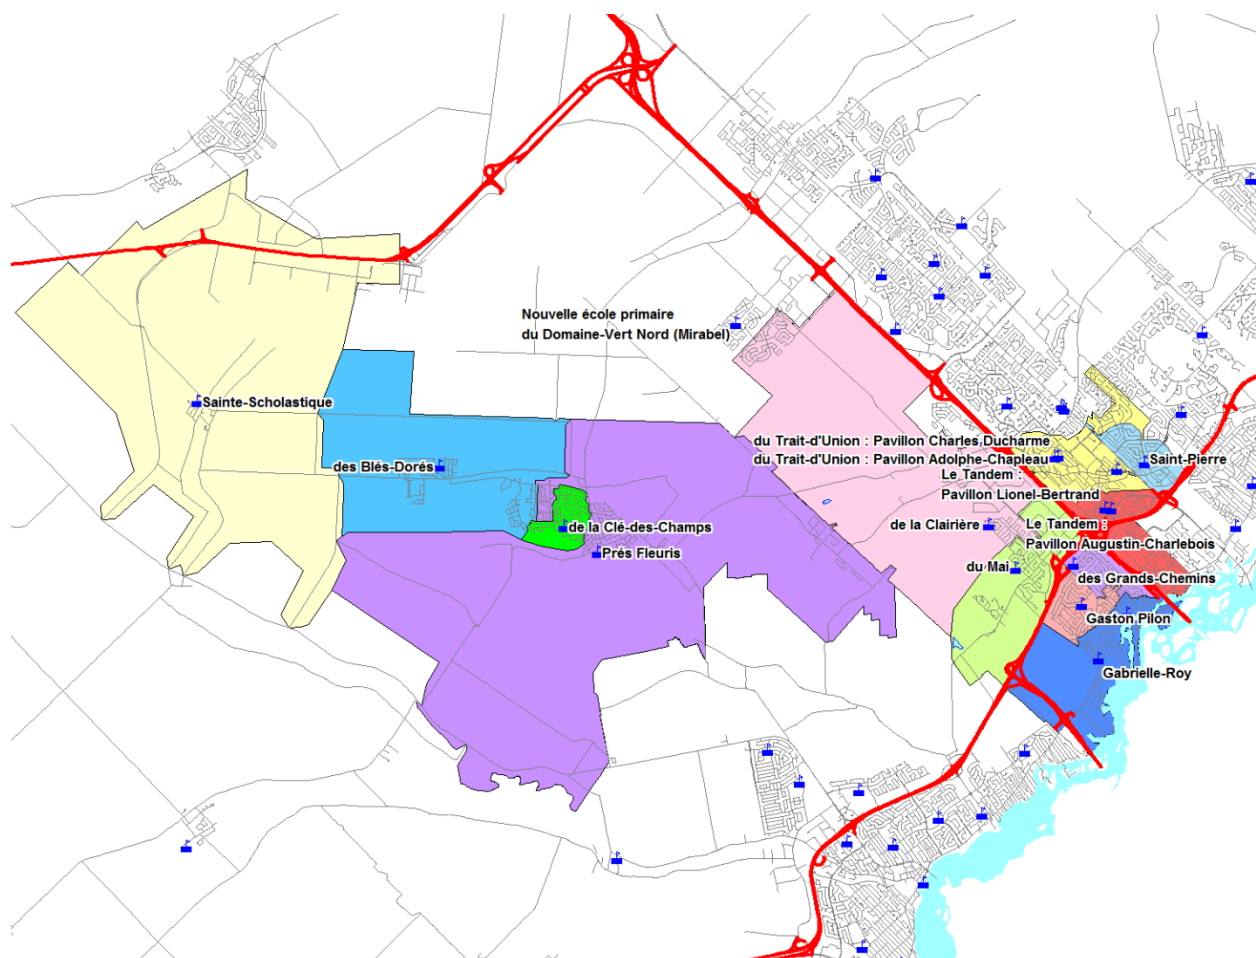 Nouvelle école primaire
du Domaine-Vert Nord (Mirabel)
Sainte-Scholastique
du Trait-d'Union : Pavillon Charles Ducharme
du Trait-d'Union : Pavillon Adolphe-Chapleau
Saint-Pierre
des Blés-Dorés
Le Tandem :
Pavillon Lionel-Bertrand
de la Clé-des-Champs
de la Clairière
Le Tandem :
Pavillon Augustin-Charlebois
Prés Fleuris
du Mai
des Grands-Chemins
Gaston Pilon
Gabrielle-Roy